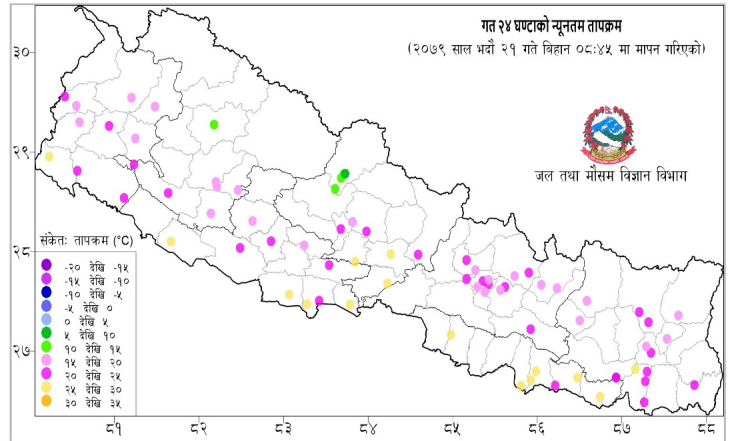 गत २४ घण्टाको न्यूनतम तापक्रम
(२०७९ साल भदौ २१ गते बिहान ०८:४५ मा मापन गरिएको)
जल तथा मौसम विज्ञान विभाग
३०
२९
२८
२७
संकेतः तापक्रम (°C)
-२० देखि -१५
-१५ देखि -१०
-१० देखि -५
-५ देखि ०
० देखि ५
५ देखि १०
१० देखि १५
१५ देखि २०
२० देखि २५
२५ देखि ३०
३० देखि ३५
८१ ८२ ८३ ८४ ८५ ८६ ८७ ८८